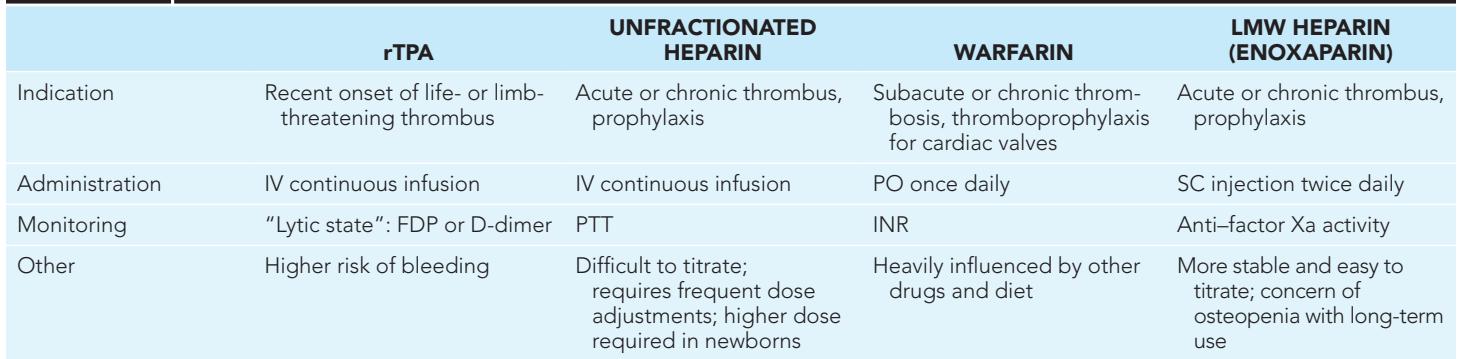 rTPA
UNFRACTIONATED
HEPARIN
WARFARIN
LMW HEPARIN
(ENOXAPARIN)
Indication
Recent onset of life- or limb-
threatening thrombus
Acute or chronic thrombus,
prophylaxis
Subacute or chronic throm-
bosis, thromboprophylaxis
for cardiac valves
Acute or chronic thrombus,
prophylaxis
Administration
IV continuous infusion
IV continuous infusion
PO once daily
SC injection twice daily
Monitoring
“Lytic state”: FDP or D-dimer
PTT
INR
Anti–factor Xa activity
Other
Higher risk of bleeding
Difficult to titrate;
requires frequent dose
adjustments; higher dose
required in newborns
Heavily influenced by other
drugs and diet
More stable and easy to
titrate; concern of
osteopenia with long-term
use